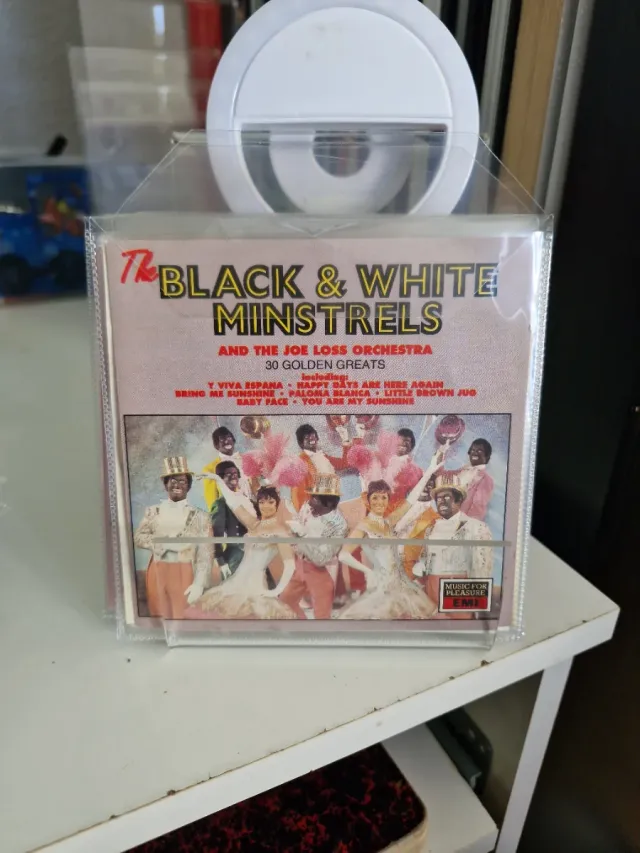 The BLACK & WHITE
MINSTRELS
AND THE JOE LOSS ORCHESTRA
30 GOLDEN GREATS
including:
Y VIVA ESPANA • HAPPY DAYS ARE HERE AGAIN
BRING ME SUNSHINE • PALOMA BLANCA • LITTLE BROWN JUG
BABY FACE • YOU ARE MY SUNSHINE
MUSIC FOR
PLEASURE
EMI